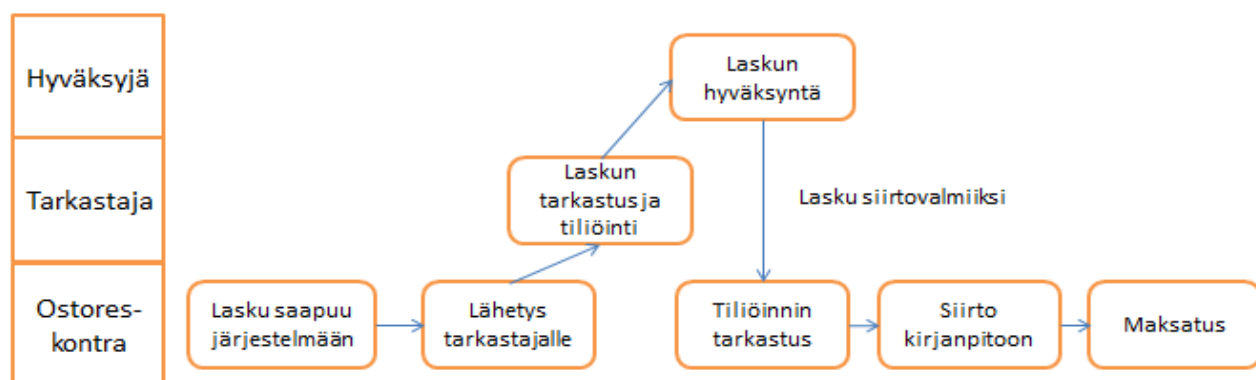 Hyväksyjä
Laskun
hyväksyntä
Tarkastaja
Laskun
tarkastus ja
tiliöinti
Lasku siirtovalmiiksi
Ostores-
kontra
Lasku saapuu
järjestelmään
Lähetys
tarkastajalle
Tiliöinnin
tarkastus
Siirto
kirjanpitoon
Maksatus